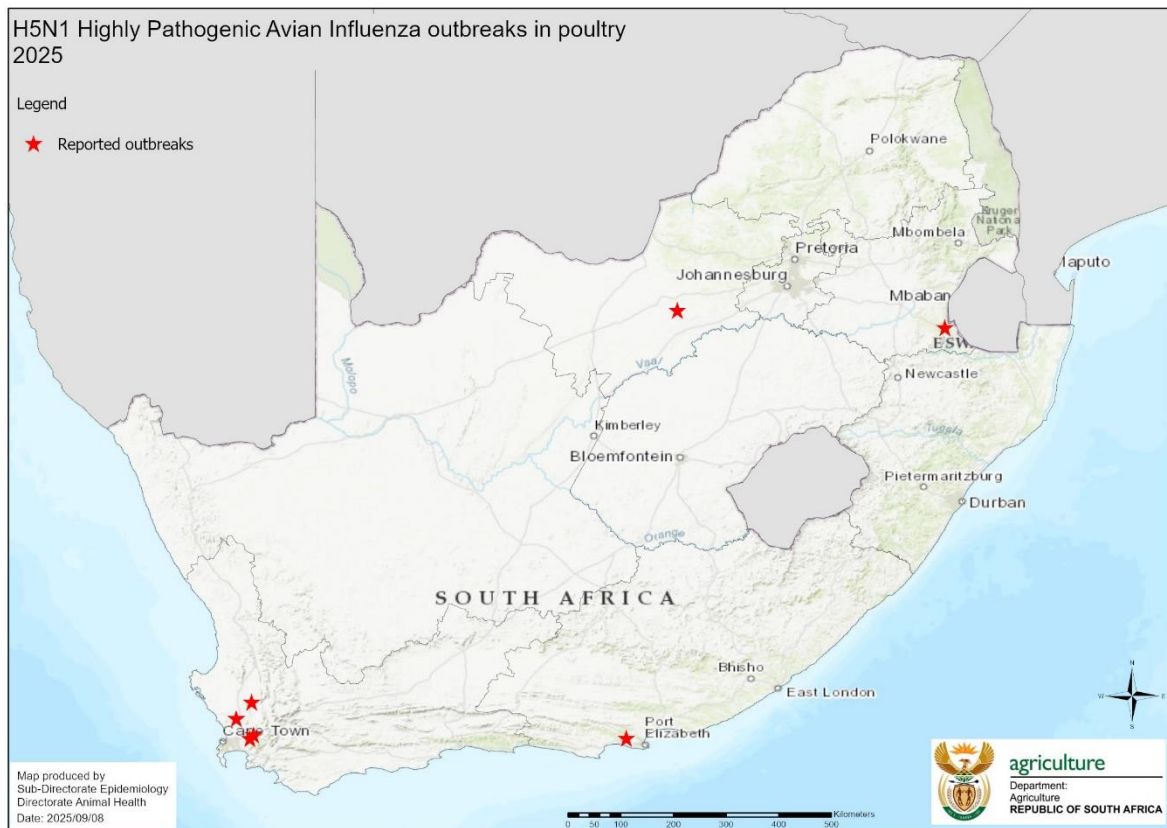 H5N1 Highly Pathogenic Avian Influenza outbreaks in poultry
2025
Legend
Reported outbreaks
Polokwane
Kruger
National
Park
Mbombela
Pretoria
Johannesburg
laputo
Mbaban
ESW
Molopo
Vaal
Newcastle
Kimberley
Bloemfontein
Tugela
Pietermaritzburg
Durban
Orange
SOUTH AFRICA
Bhisho
East London
Port
Elizabeth
Cape Town
N
W E
S
Map produced by
Sub-Directorate Epidemiology
Directorate Animal Health
Date: 2025/09/08
0 50 100 200 300 400 500
Kilometers
agriculture
Department:
Agriculture
REPUBLIC OF SOUTH AFRICA